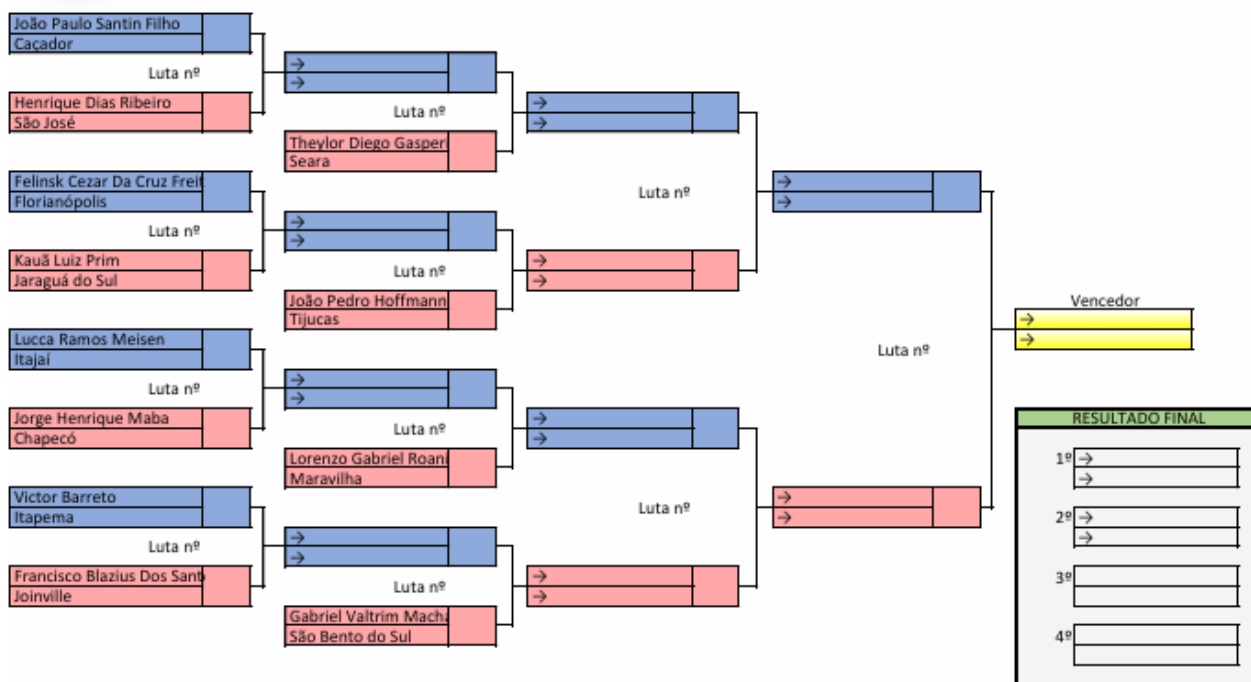 João Paulo Santin Filho
Caçador
Luta nº
Henrique Dias Ribeiro
São José
Felinsk Cezar Da Cruz Freit
Florianópolis
Luta nº
Kauã Luiz Prim
Jaraguá do Sul
Lucca Ramos Meisen
Itajaí
Luta nº
Jorge Henrique Maba
Chapecó
Victor Barreto
Itapema
Luta nº
Francisco Blazius Dos Sant
Joinville
→
→
Luta nº
Theylor Diego Gasper
Seara
→
→
Luta nº
João Pedro Hoffmann
Tijucas
→
→
Luta nº
Lorenzo Gabriel Roani
Maravilha
→
→
Luta nº
Gabriel Valtrim Macha
São Bento do Sul
→
→
Luta nº
→
→
→
→
Luta nº
→
→
→
→
Luta nº
→
→
Vencedor
→
→
RESULTADO FINAL
1º →
→
2º →
→
3º
4º